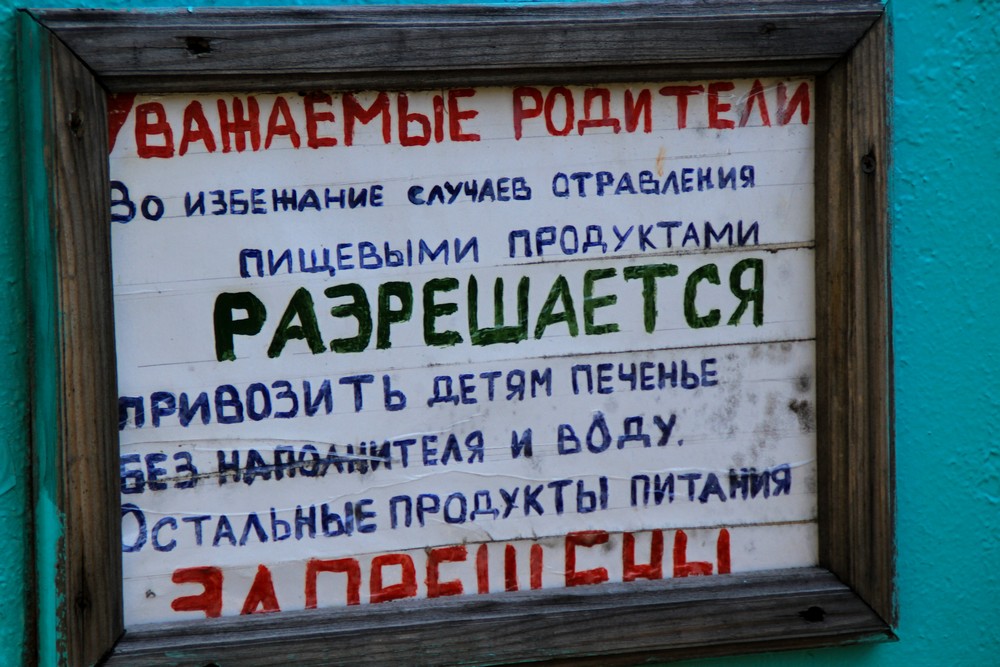 УВАЖАЕМЫЕ РОДИТЕЛИ
ВО ИЗБЕЖАНИЕ СЛУЧАЕВ ОТРАВЛЕНИЯ
ПИЩЕВЫМИ ПРОДУКТАМИ
РАЗРЕШАЕТСЯ
ПРИВОЗИТЬ ДЕТЯМ ПЕЧЕНЬЕ
БЕЗ НАПОЛНИТЕЛЯ И ВОДУ.
ОСТАЛЬНЫЕ ПРОДУКТЫ ПИТАНИЯ
ЗАПРЕЩЕНЫ